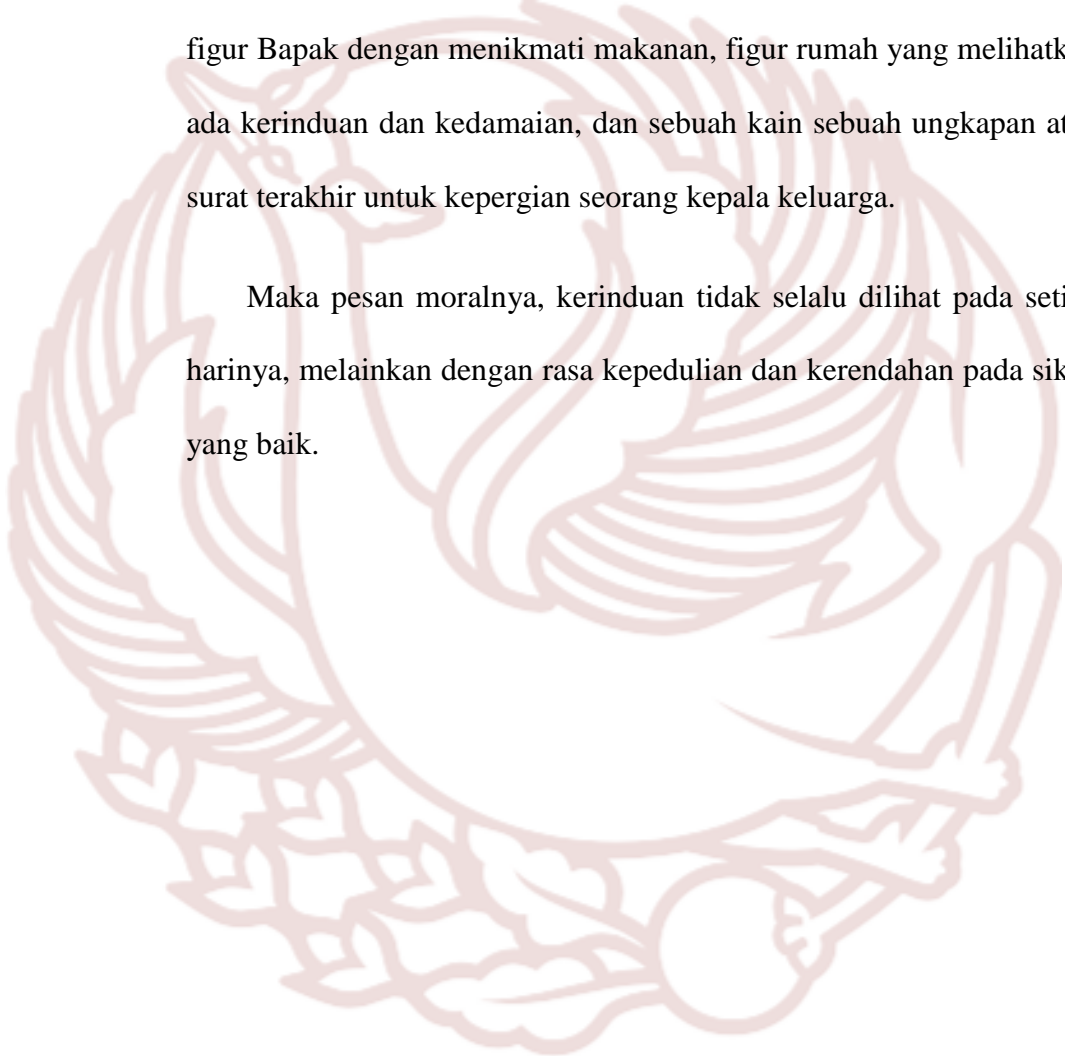 figur Bapak dengan menikmati makanan, figur rumah yang melihatk
ada kerinduan dan kedamaian, dan sebuah kain sebuah ungkapan at
surat terakhir untuk kepergian seorang kepala keluarga.
Maka pesan moralnya, kerinduan tidak selalu dilihat pada seti
harinya, melainkan dengan rasa kepedulian dan kerendahan pada sik
yang baik.